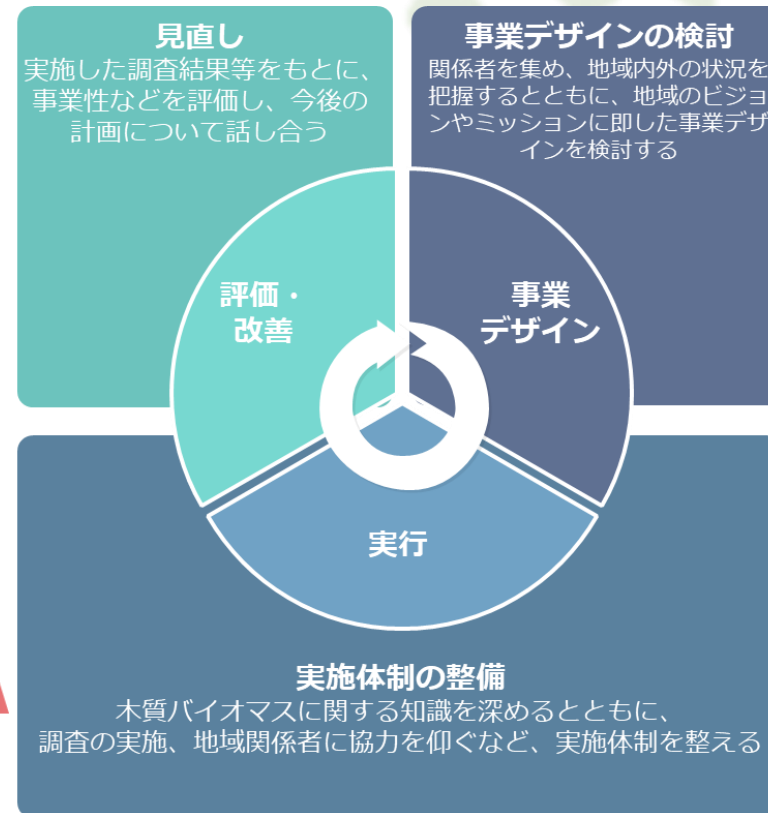 見直し
実施した調査結果等をもとに、
事業性などを評価し、今後の
計画について話し合う
事業デザインの検討
関係者を集め、地域内外の状況を
把握するとともに、地域のビジョ
ンやミッションに即した事業デザ
インを検討する
評価・
改善
事業
デザイン
実行
実施体制の整備
木質バイオマスに関する知識を深めるとともに、
調査の実施、地域関係者に協力を仰ぐなど、実施体制を整える